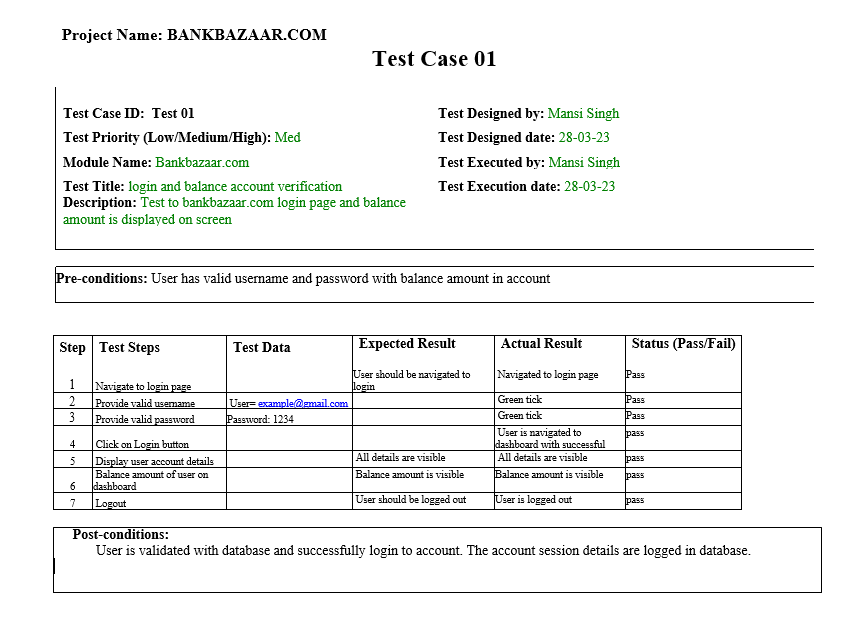 Project Name: BANKBAZAAR.COM
Test Case 01
Test Case ID: Test 01
Test Designed by: Mansi Singh
Test Priority (Low/Medium/High): Med
Test Designed date: 28-03-23
Module Name: Bankbazaar.com
Test Executed by: Mansi Singh
Test Title: login and balance account verification
Test Execution date: 28-03-23
Description: Test to bankbazaar.com login page and balance
amount is displayed on screen
Pre-conditions: User has valid username and password with balance amount in account
Step Test Steps Test Data Expected Result Actual Result Status (Pass/Fail)
1 Navigate to login page User should be navigated to Navigated to login page Pass
login
2 Provide valid username User= example@gmail.com Green tick Pass
3 Provide valid password Password: 1234 Green tick Pass
4 Click on Login button User is navigated to pass
dashboard with successful
5 Display user account details All details are visible All details are visible pass
6 Balance amount of user on Balance amount is visible Balance amount is visible pass
dashboard
7 Logout User should be logged out User is logged out pass
Post-conditions:
User is validated with database and successfully login to account. The account session details are logged in database.